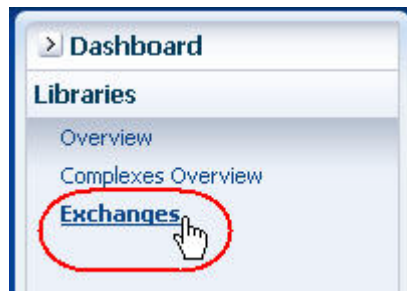 Dashboard
Libraries
Overview
Complexes Overview
Exchanges